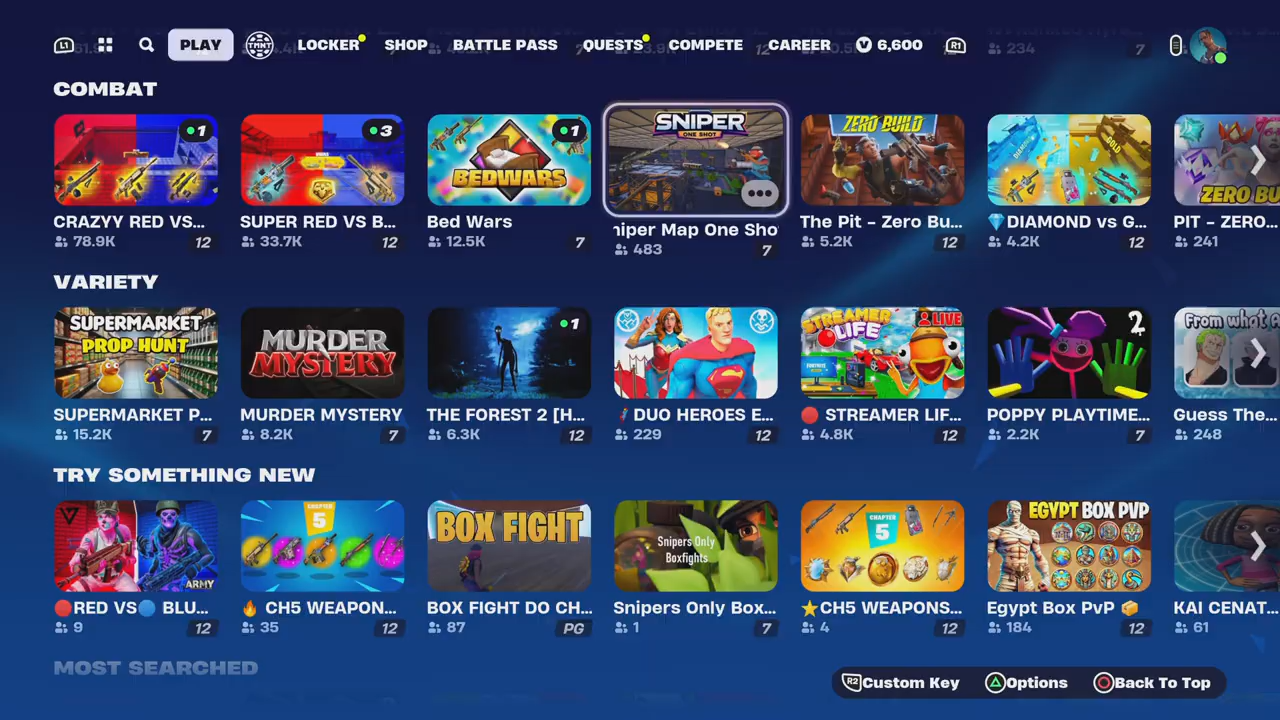 L1
PLAY
TMNT
LOCKER
SHOP
BATTLE PASS
QUESTS
COMPETE
CAREER
6,600
R1
234
7
COMBAT
1
3
1
BEDWARS
SNIPER
ONE SHOT
ZERO BUILD
DIAMOND
GOLD
ZERO BU
CRAZYY RED VS...
SUPER RED VS B...
Bed Wars
niper Map One Sho
The Pit - Zero Bu...
💎DIAMOND vs G...
PIT - ZERO...
78.9K
12
33.7K
12
12.5K
7
483
7
5.2K
12
4.2K
12
241
VARIETY
SUPERMARKET
PROP HUNT
MURDER
MYSTERY
1
STREAMER
LIFE
LIVE
2
From what a
SUPERMARKET P...
MURDER MYSTERY
THE FOREST 2 [H...
DUO HEROES E...
🔴 STREAMER LIF...
POPPY PLAYTIME...
Guess The...
15.2K
7
8.2K
7
6.3K
12
229
12
4.8K
12
2.2K
7
248
TRY SOMETHING NEW
ARMY
CHAPTER
5
BOX FIGHT
Snipers Only
Boxfights
CHAPTER
5
EGYPT BOX PVP
🔴RED VS🔵 BLU...
🔥 CH5 WEAPON...
BOX FIGHT DO CH...
Snipers Only Box...
⭐CH5 WEAPONS...
Egypt Box PvP 📦
KAI CENAT...
9
12
35
12
87
PG
1
7
4
12
184
12
61
MOST SEARCHED
R2
Custom Key
Options
Back To Top